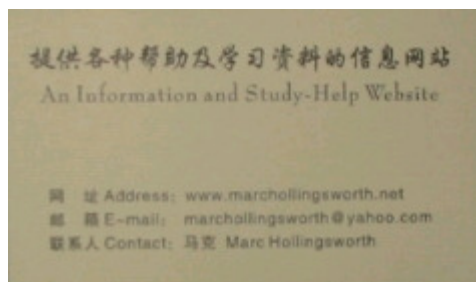 提供各种帮助及学习资料的信息网站
An Information and Study-Help Website
网 址 Address: www.marchollingsworth.net
邮 箱 E-mail: marchollingsworth@yahoo.com
联系人 Contact: 马克 Marc Hollingsworth